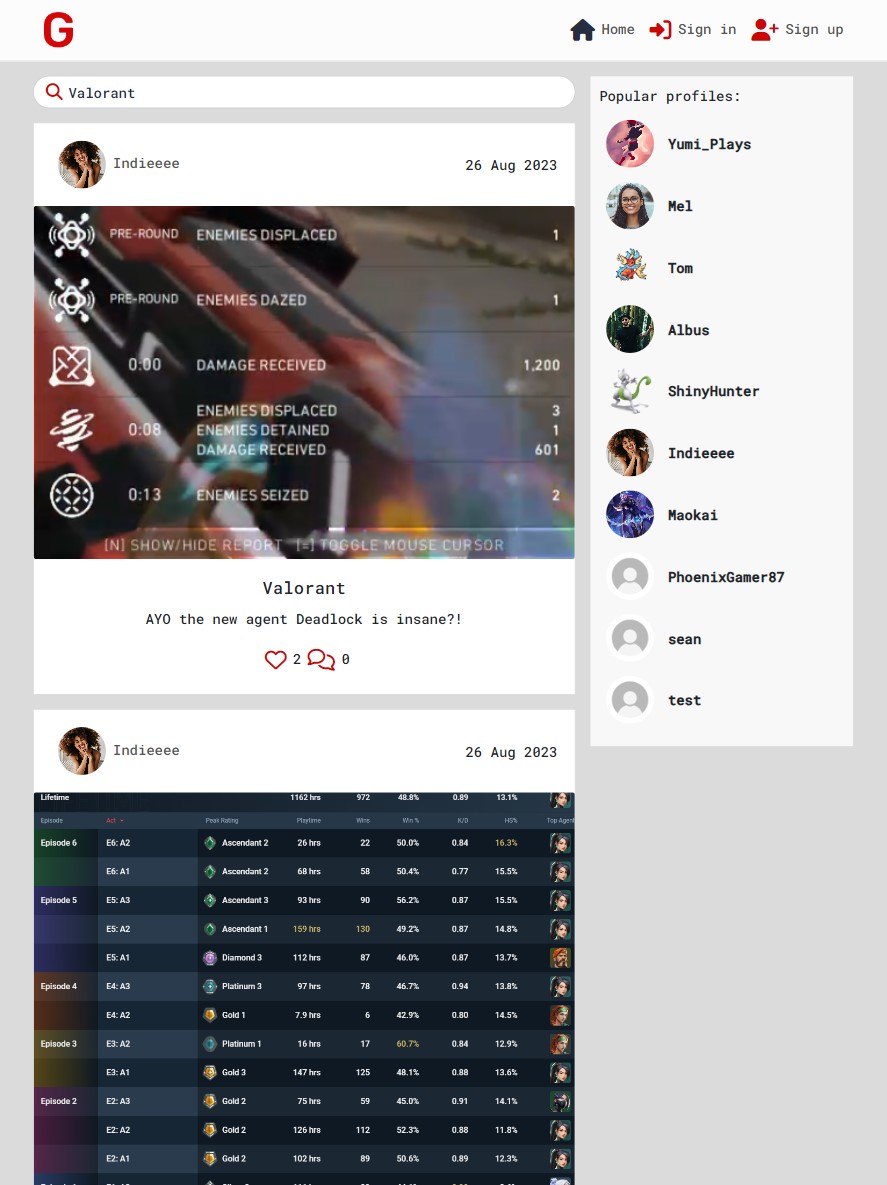 G
Home Sign in Sign up
Valorant
Indieeee 26 Aug 2023
PRE-ROUND ENEMIES DISPLACED 1
PRE-ROUND ENEMIES DAZED 1
0:00 DAMAGE RECEIVED 1,200
ENEMIES DISPLACED 3
0:08 ENEMIES DETAINED 1
DAMAGE RECEIVED 601
0:13 ENEMIES SEIZED 2
[N] SHOW/HIDE REPORT [=] TOGGLE MOUSE CURSOR
Valorant
AYO the new agent Deadlock is insane?!
2 0
Indieeee 26 Aug 2023
Lifetime 1162 hrs 972 48.8% 0.89 13.1%
Episode Act Peak Rating Playtime Wins Win % K/D HS% Top Agent
Episode 6 E6: A2 Ascendant 2 26 hrs 22 50.0% 0.84 16.3%
E6: A1 Ascendant 2 68 hrs 58 50.4% 0.77 15.5%
Episode 5 E5: A3 Ascendant 3 93 hrs 90 56.2% 0.87 15.5%
E5: A2 Ascendant 1 159 hrs 130 49.2% 0.87 14.8%
E5: A1 Diamond 3 112 hrs 87 46.0% 0.87 13.7%
Episode 4 E4: A3 Platinum 3 97 hrs 78 46.7% 0.94 13.8%
E4: A2 Gold 1 7.9 hrs 6 42.9% 0.80 14.5%
Episode 3 E3: A2 Platinum 1 16 hrs 17 60.7% 0.84 12.9%
E3: A1 Gold 3 147 hrs 125 48.1% 0.88 13.6%
Episode 2 E2: A3 Gold 2 75 hrs 59 45.0% 0.91 14.1%
E2: A2 Gold 2 126 hrs 112 52.3% 0.88 11.8%
E2: A1 Gold 2 102 hrs 89 50.6% 0.89 12.3%
Popular profiles:
Yumi_Plays
Mel
Tom
Albus
ShinyHunter
Indieeee
Maokai
PhoenixGamer87
sean
test